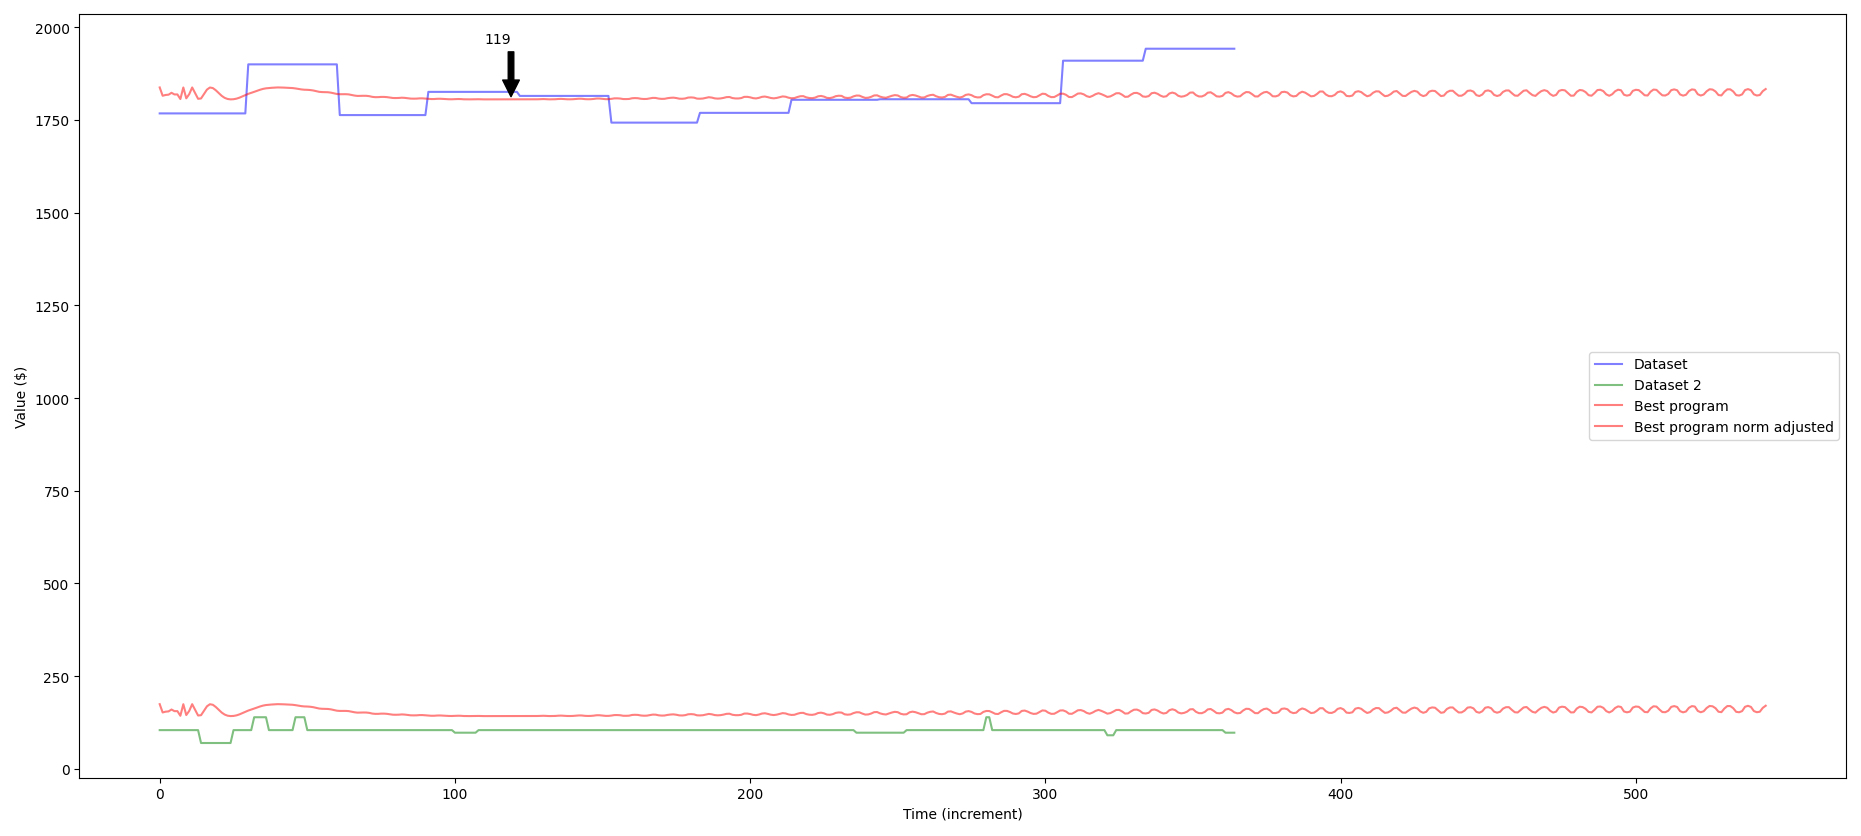 2000
1750
1500
1250
1000
750
500
250
0
Value ($)
119
Dataset
Dataset 2
Best program
Best program norm adjusted
0 100 200 300 400 500
Time (increment)